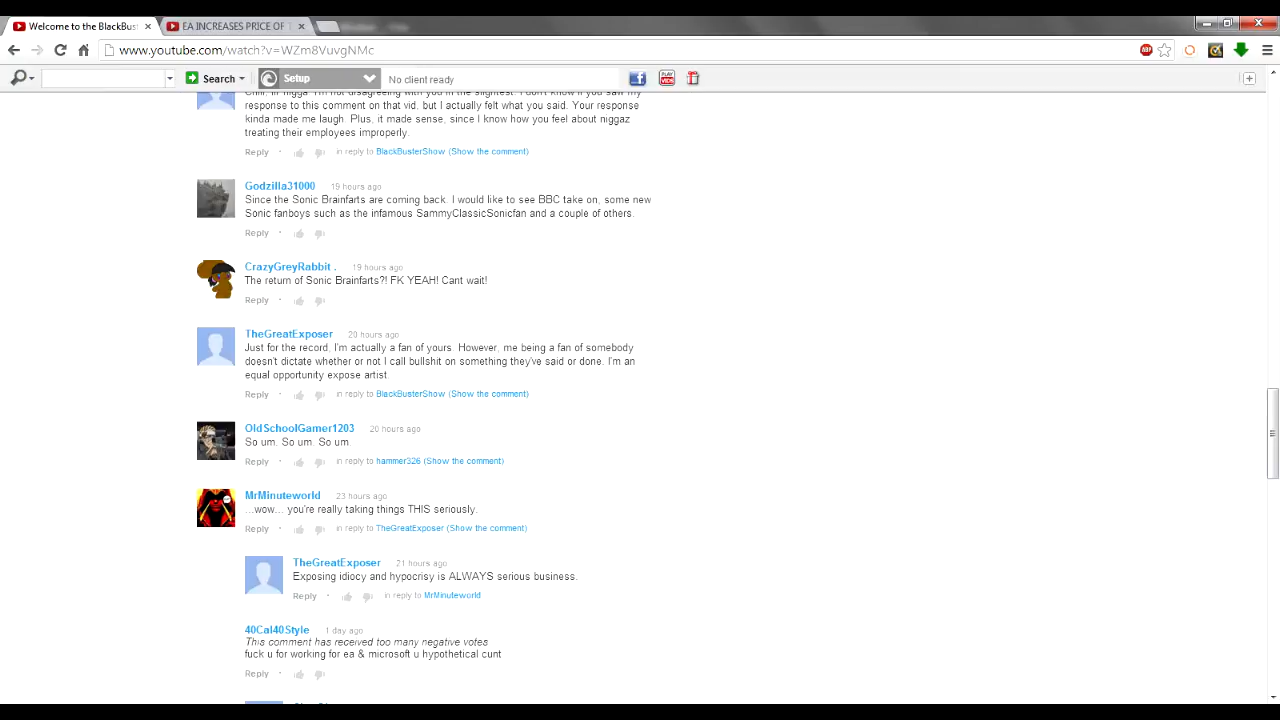 Welcome to the BlackBust
EA INCREASES PRICE OF T
www.youtube.com/watch?v=WZm8VuvgNMc
ABP
Search
Setup
No client ready
PLAY
response to this comment on that vid. but I actually felt what you said. Your response
kinda made me laugh. Plus, it made sense, since I know how you feel about niggaz
treating their employees improperly.
Reply · in reply to BlackBusterShow (Show the comment)
Godzilla31000 19 hours ago
Since the Sonic Brainfarts are coming back. I would like to see BBC take on, some new
Sonic fanboys such as the infamous SammyClassicSonicfan and a couple of others.
Reply ·
CrazyGreyRabbit . 19 hours ago
The return of Sonic Brainfarts?! FK YEAH! Cant wait!
Reply ·
TheGreatExposer 20 hours ago
Just for the record, I'm actually a fan of yours. However, me being a fan of somebody
doesn't dictate whether or not I call bullshit on something they've said or done. I'm an
equal opportunity expose artist.
Reply · in reply to BlackBusterShow (Show the comment)
OldSchoolGamer1203 20 hours ago
So um. So um. So um.
Reply · in reply to hammer326 (Show the comment)
MrMinuteworld 23 hours ago
...wow... you're really taking things THIS seriously.
Reply · in reply to TheGreatExposer (Show the comment)
TheGreatExposer 21 hours ago
Exposing idiocy and hypocrisy is ALWAYS serious business.
Reply · in reply to MrMinuteworld
40Cal40Style 1 day ago
This comment has received too many negative votes
fuck u for working for ea & microsoft u hypothetical cunt
Reply ·